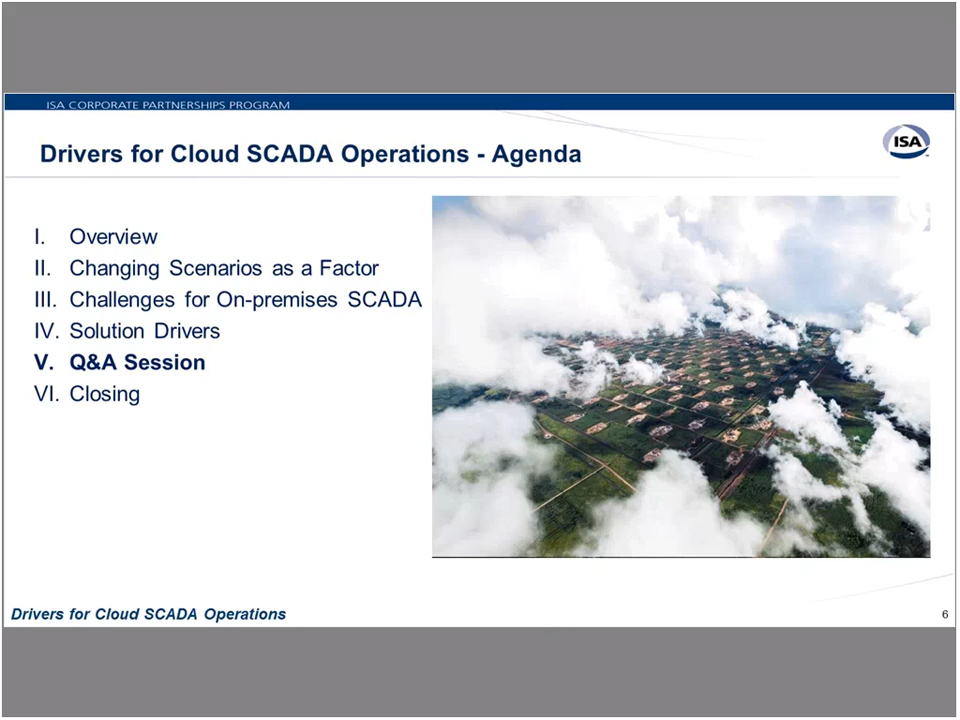 ISA CORPORATE PARTNERSHIPS PROGRAM
Drivers for Cloud SCADA Operations - Agenda
ISA
I. Overview
II. Changing Scenarios as a Factor
III. Challenges for On-premises SCADA
IV. Solution Drivers
V. Q&A Session
VI. Closing
Drivers for Cloud SCADA Operations
6